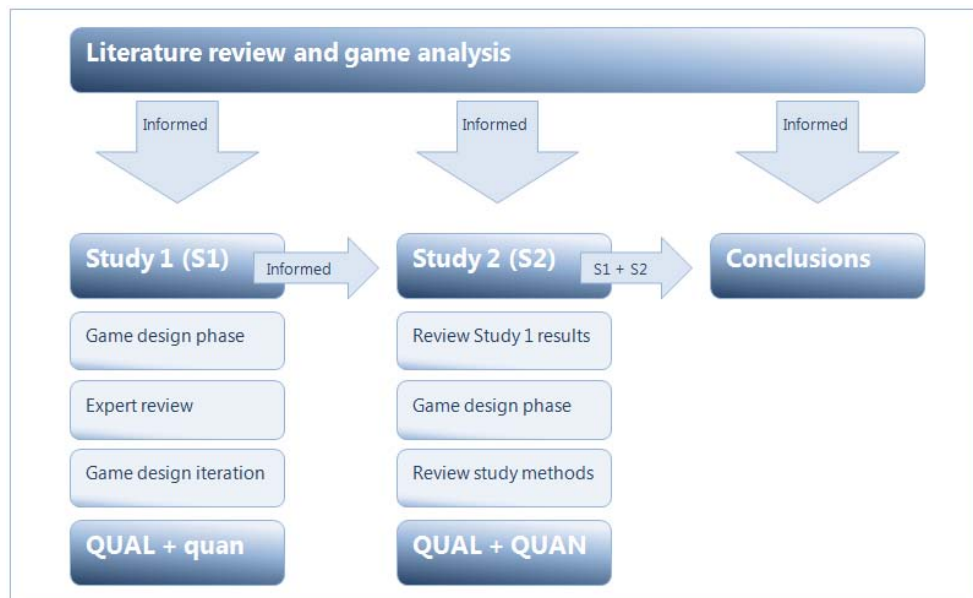 Literature review and game analysis
Informed
Informed
Informed
Study 1 (S1)
Informed
Study 2 (S2)
S1 + S2
Conclusions
Game design phase
Expert review
Game design iteration
QUAL + quan
Review Study 1 results
Game design phase
Review study methods
QUAL + QUAN